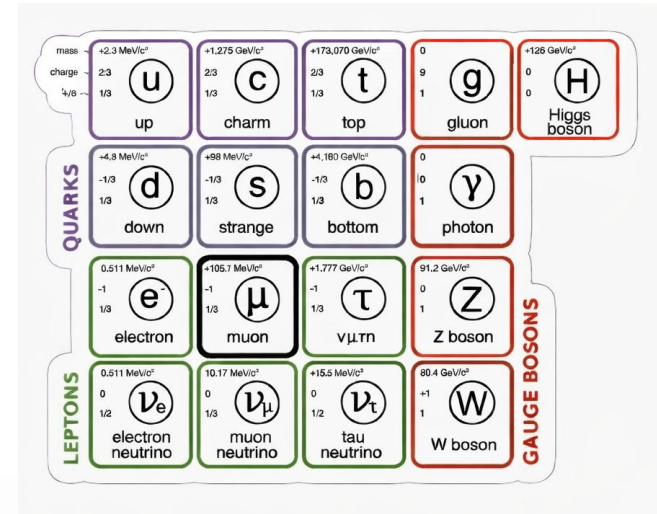 mass
charge
+2.3 MeV/c²
2:3
1/3
u
up
+1,275 GeV/c²
2/3
1/3
c
charm
+173,070 GeV/c²
2/3
1/3
t
top
0
9
1
g
gluon
+126 GeV/c²
0
0
H
Higgs
boson
QUARKS
+4,8 MeV/c²
-1/3
1/3
d
down
+98 MeV/c²
-1/3
1/3
s
strange
+4,180 GeV/c²
-1/3
1/3
b
bottom
0
0
1
γ
photon
0.511 MeV/c²
-1
1/3
e⁻
electron
+105.7 MeV/c²
-1
1/3
μ
muon
+1.777 GeV/c²
-1
1/3
τ
νμτn
91.2 GeV/c²
0
1
Z
Z boson
LEPTONS
0.511 MeV/c²
0
1/2
νe
electron
neutrino
10.17 MeV/c²
0
1/3
νμ
muon
neutrino
+15.5 MeV/c²
0
1/2
ντ
tau
neutrino
80.4 GeV/c²
+1
1
W
W boson
GAUGE BOSONS